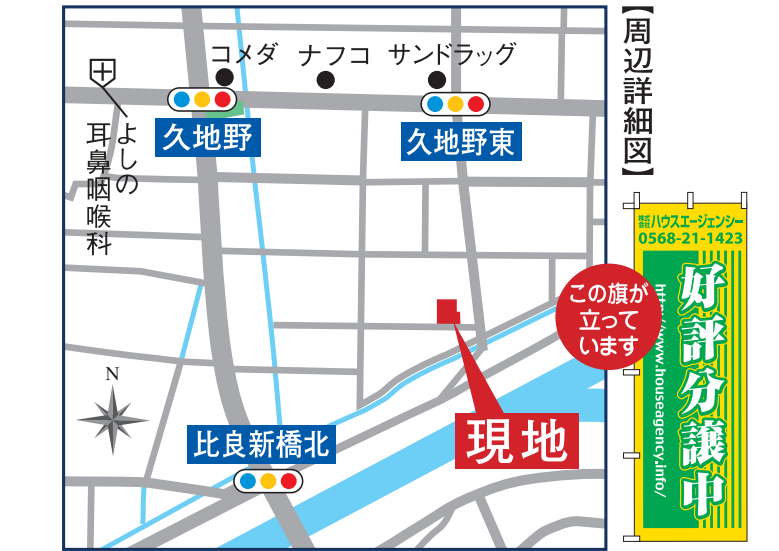 【周辺詳細図】
コメダ
ナフコ
サンドラッグ
久地野
久地野東
よしの
耳鼻咽喉科
N
現地
比良新橋北
この旗が
立って
います
株式会社ハウスエージェンシー
0568-21-1423
好評分譲中
http://www.houseagency.info/